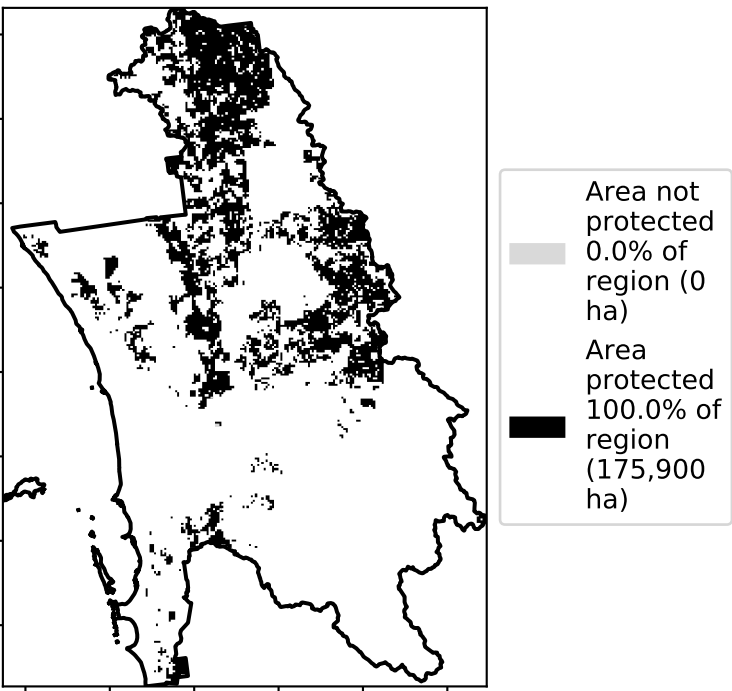 Area not
protected
0.0% of
region (0
ha)
Area
protected
100.0% of
region
(175,900
ha)